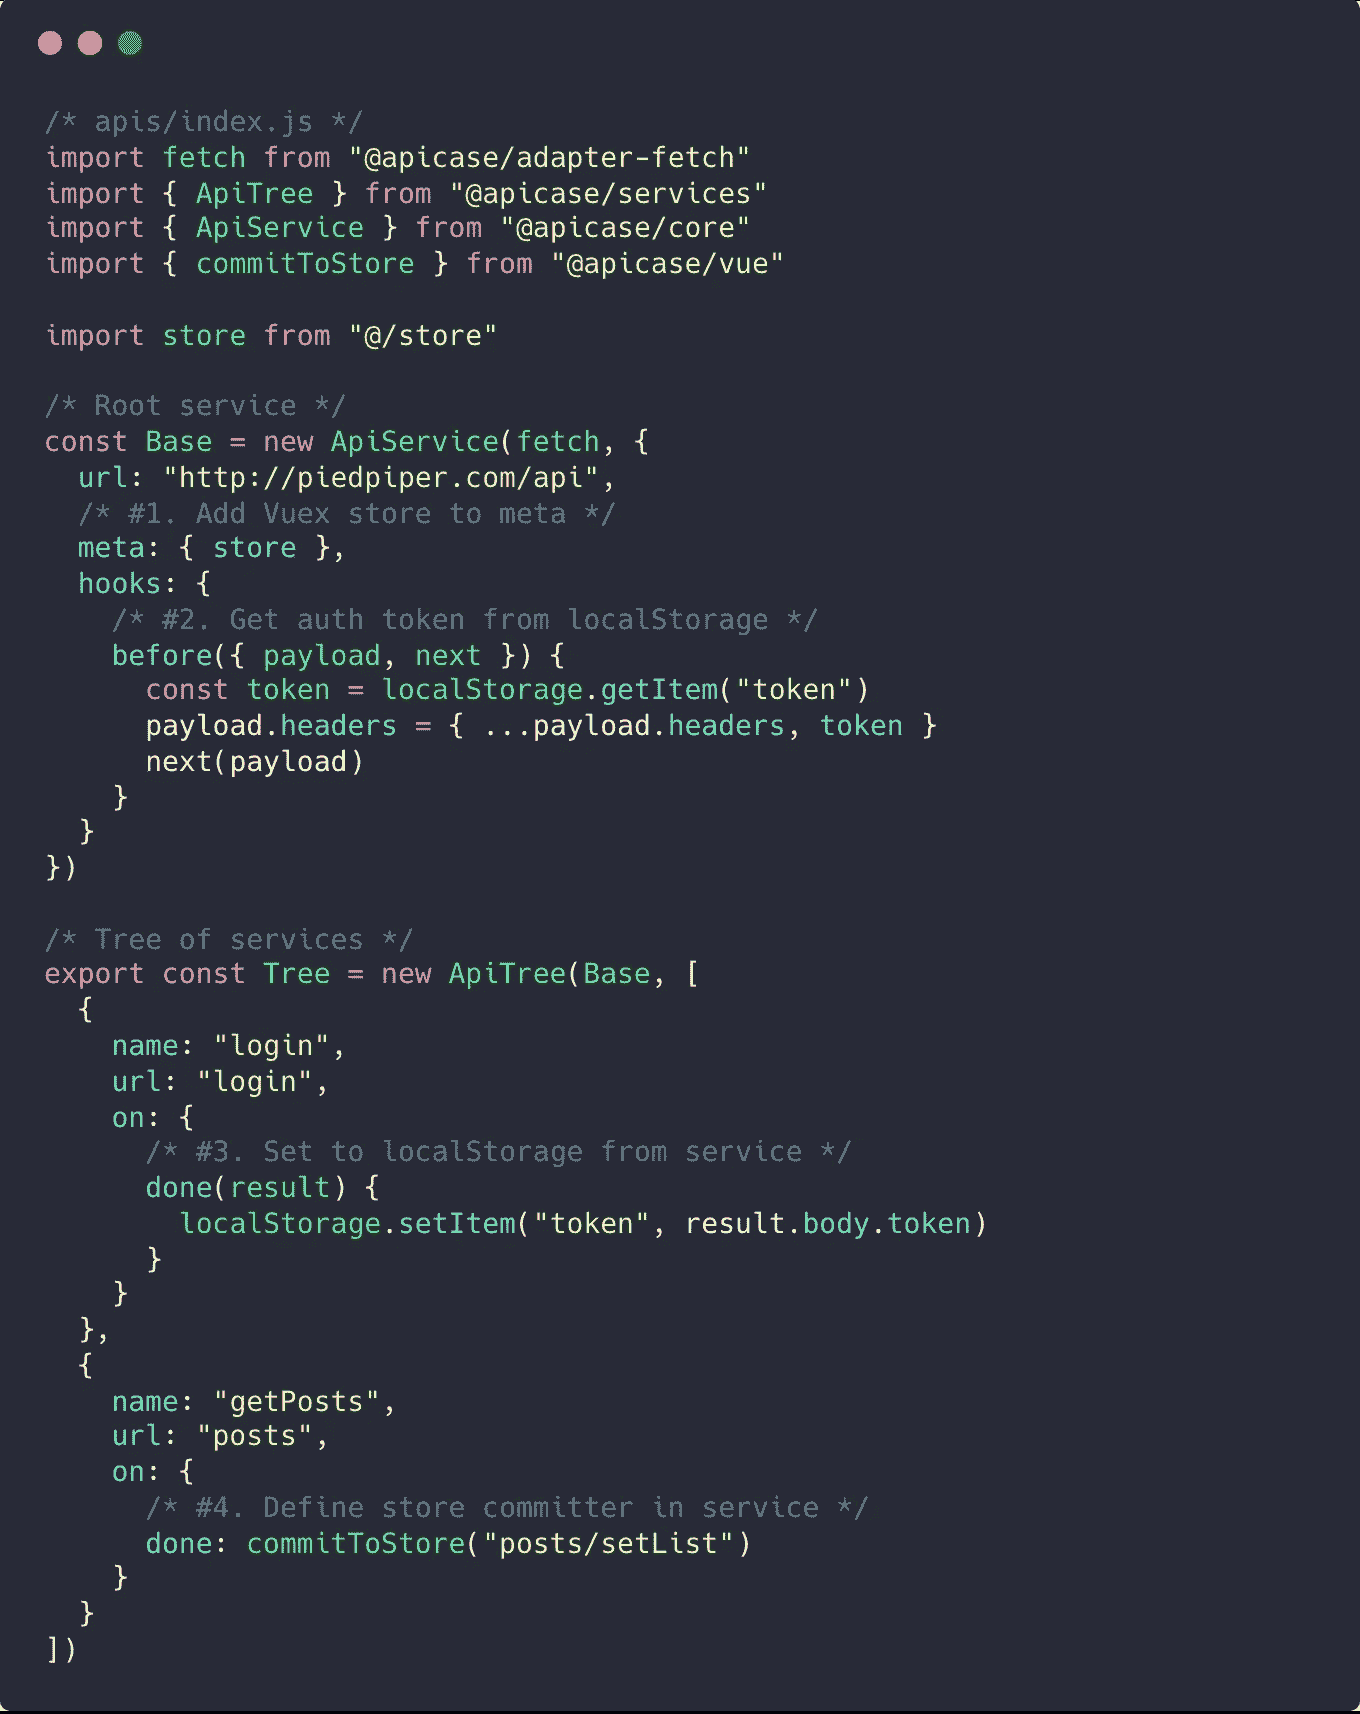 /* apis/index.js */
import fetch from "@apicase/adapter-fetch"
import { ApiTree } from "@apicase/services"
import { ApiService } from "@apicase/core"
import { commitToStore } from "@apicase/vue"

import store from "@/store"

/* Root service */
const Base = new ApiService(fetch, {
  url: "http://piedpiper.com/api",
  /* #1. Add Vuex store to meta */
  meta: { store },
  hooks: {
    /* #2. Get auth token from localStorage */
    before({ payload, next }) {
      const token = localStorage.getItem("token")
      payload.headers = { ...payload.headers, token }
      next(payload)
    }
  }
})

/* Tree of services */
export const Tree = new ApiTree(Base, [
  {
    name: "login",
    url: "login",
    on: {
      /* #3. Set to localStorage from service */
      done(result) {
        localStorage.setItem("token", result.body.token)
      }
    }
  },
  {
    name: "getPosts",
    url: "posts",
    on: {
      /* #4. Define store committer in service */
      done: commitToStore("posts/setList")
    }
  }
])